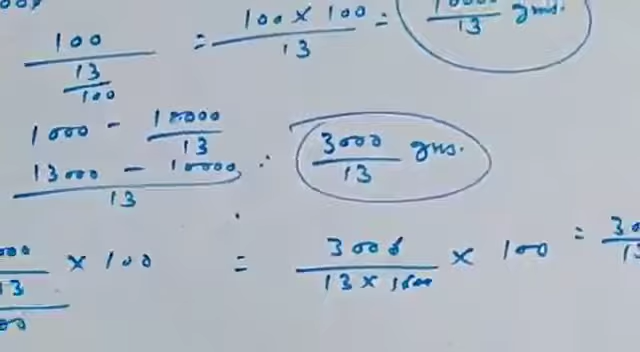 100 / (13/100) = 100 × 100 / 13 = 10000/13 gms.
1000 - 10000/13
13000 - 10000 / 13 ∴ 3000/13 gms.
× 100 = 3000 / 13 × 1000 × 100 =